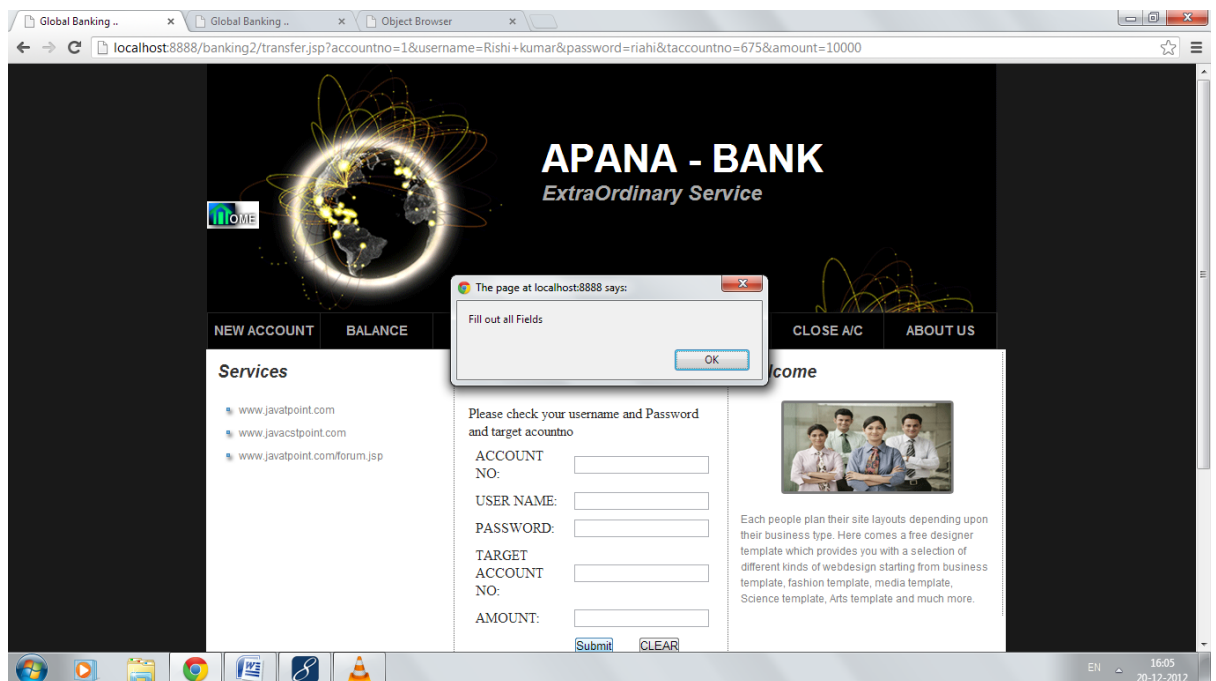 Global Banking ..
Global Banking ..
Object Browser
localhost:8888/banking2/transfer.jsp?accountno=1&username=Rishi+kumar&password=riahi&taccountno=675&amount=10000
APANA - BANK
ExtraOrdinary Service
HOME
The page at localhost:8888 says:
Fill out all Fields
OK
NEW ACCOUNT BALANCE CLOSE A/C ABOUT US
Services
www.javatpoint.com
www.javacstpoint.com
www.javatpoint.com/forum.jsp
Please check your username and Password
and target acountno
ACCOUNT
NO:
USER NAME:
PASSWORD:
TARGET
ACCOUNT
NO:
AMOUNT:
Submit CLEAR
lcome
Each people plan their site layouts depending upon
their business type. Here comes a free designer
template which provides you with a selection of
different kinds of webdesign starting from business
template, fashion template, media template,
Science template, Arts template and much more.
EN
16:05
20-12-2012